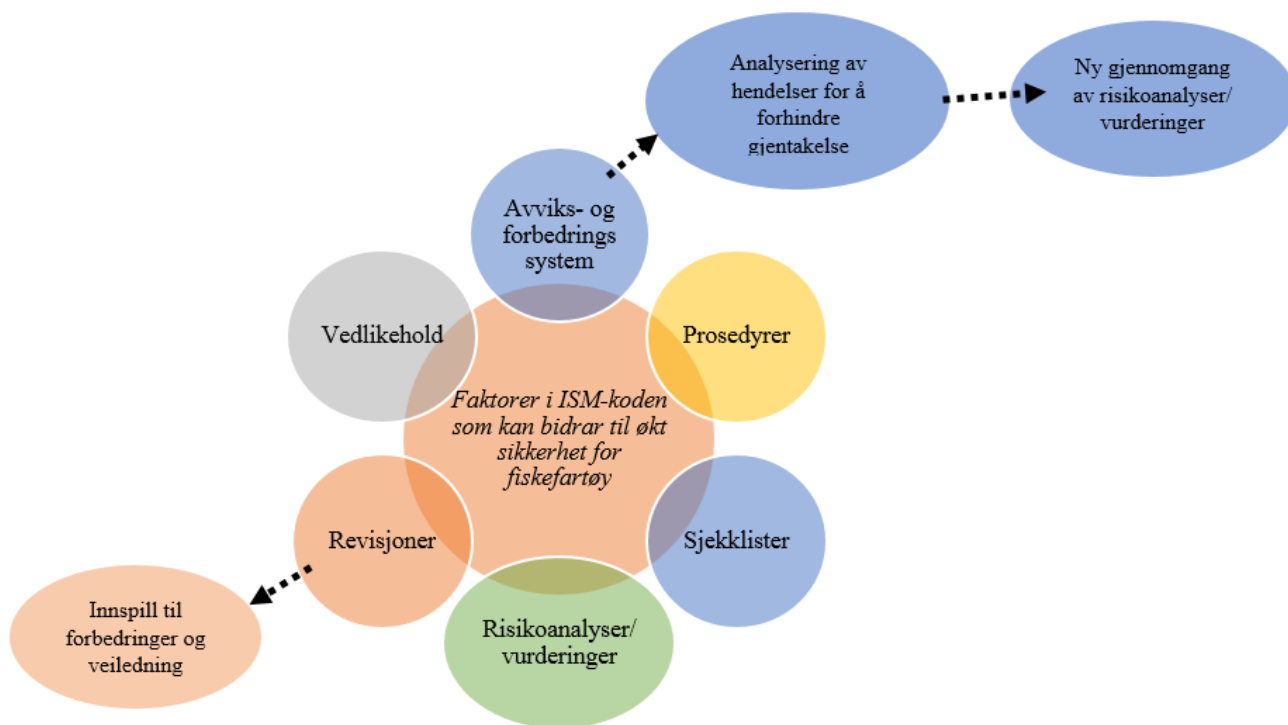 Analysering av
hendelser for å
forhindre
gjentakelse
Ny gjennomgang
av risikoanalyser/
vurderinger
Avviks- og
forbedrings
system
Vedlikehold
Prosedyrer
Faktorer i ISM-koden
som kan bidrar til økt
sikkerhet for
fiskefartøy
Revisjoner
Sjekklister
Innspill til
forbedringer og
veiledning
Risikoanalyser/
vurderinger